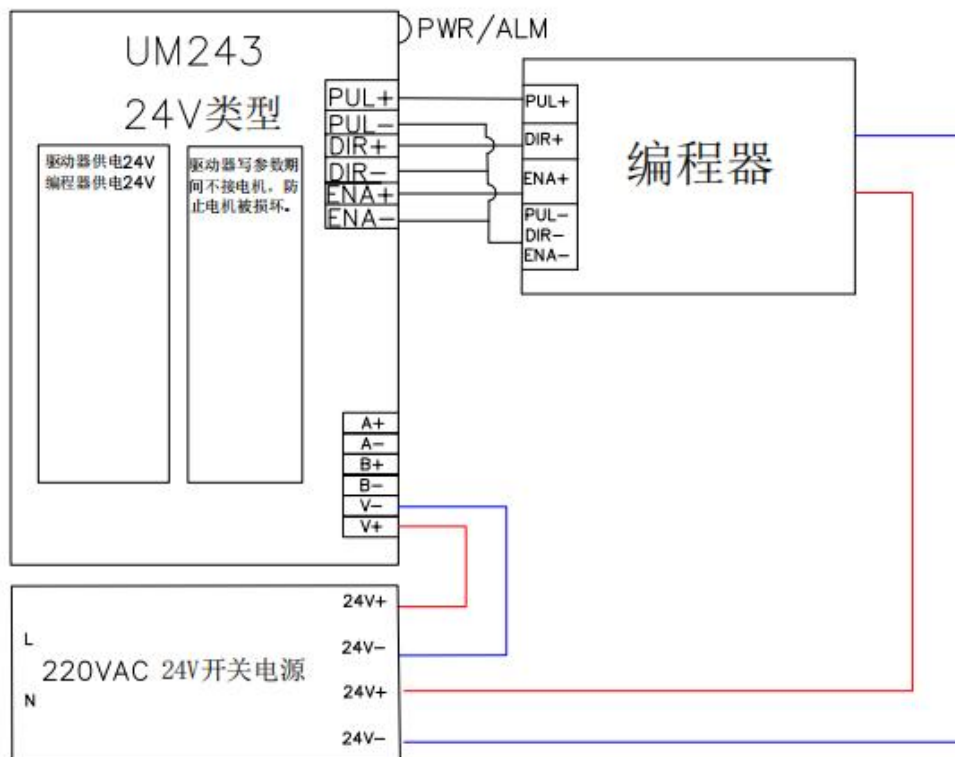 PWR/ALM
UM243
24V类型
驱动器供电24V
编程器供电24V
驱动器写参数期
间不接电机，防
止电机被损坏。
PUL+
PUL-
DIR+
DIR-
ENA+
ENA-
A+
A-
B+
B-
V-
V+
PUL+
DIR+
ENA+
PUL-
DIR-
ENA-
编程器
L
N
220VAC 24V开关电源
24V+
24V-
24V+
24V-